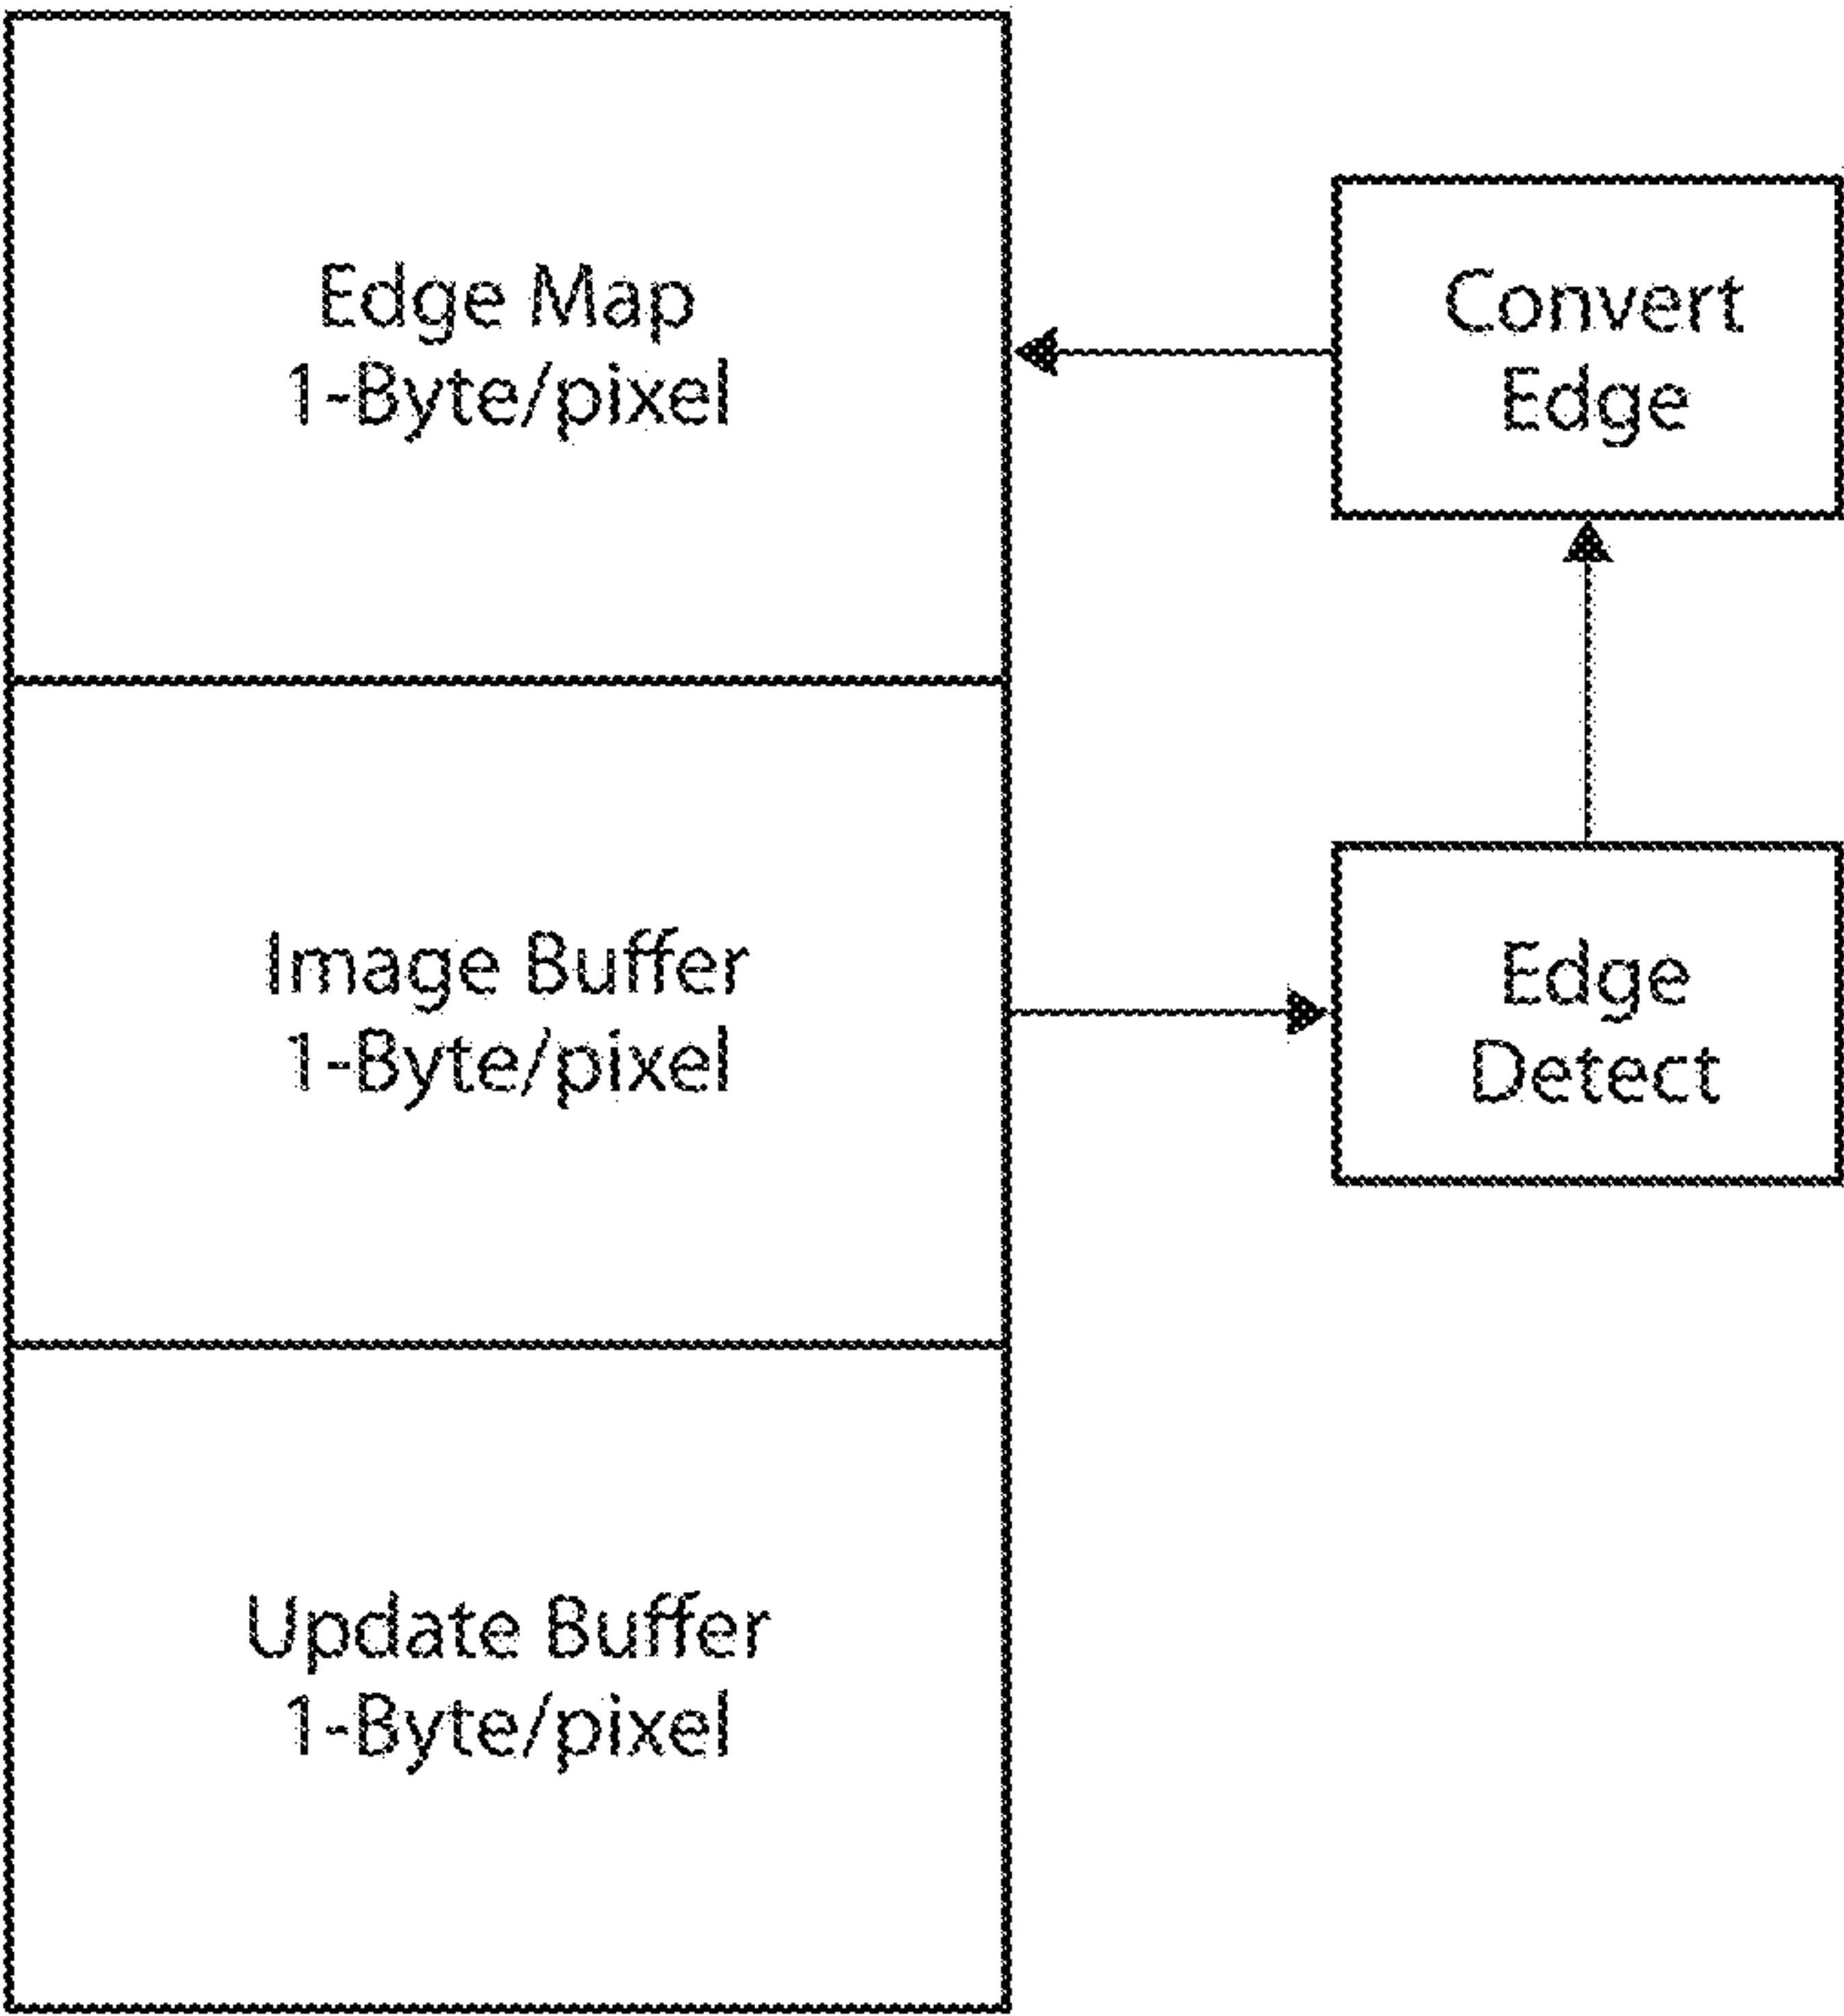 Edge Map
1-Byte/pixel
Convert
Edge
Image Buffer
1-Byte/pixel
Edge
Detect
Update Buffer
1-Byte/pixel